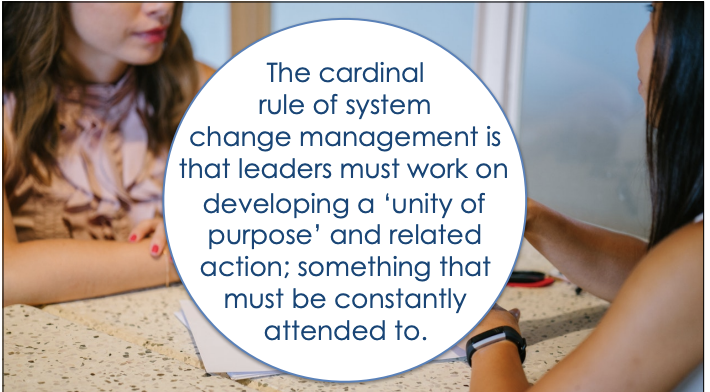 The cardinal
rule of system
change management is
that leaders must work on
developing a ‘unity of
purpose’ and related
action; something that
must be constantly
attended to.